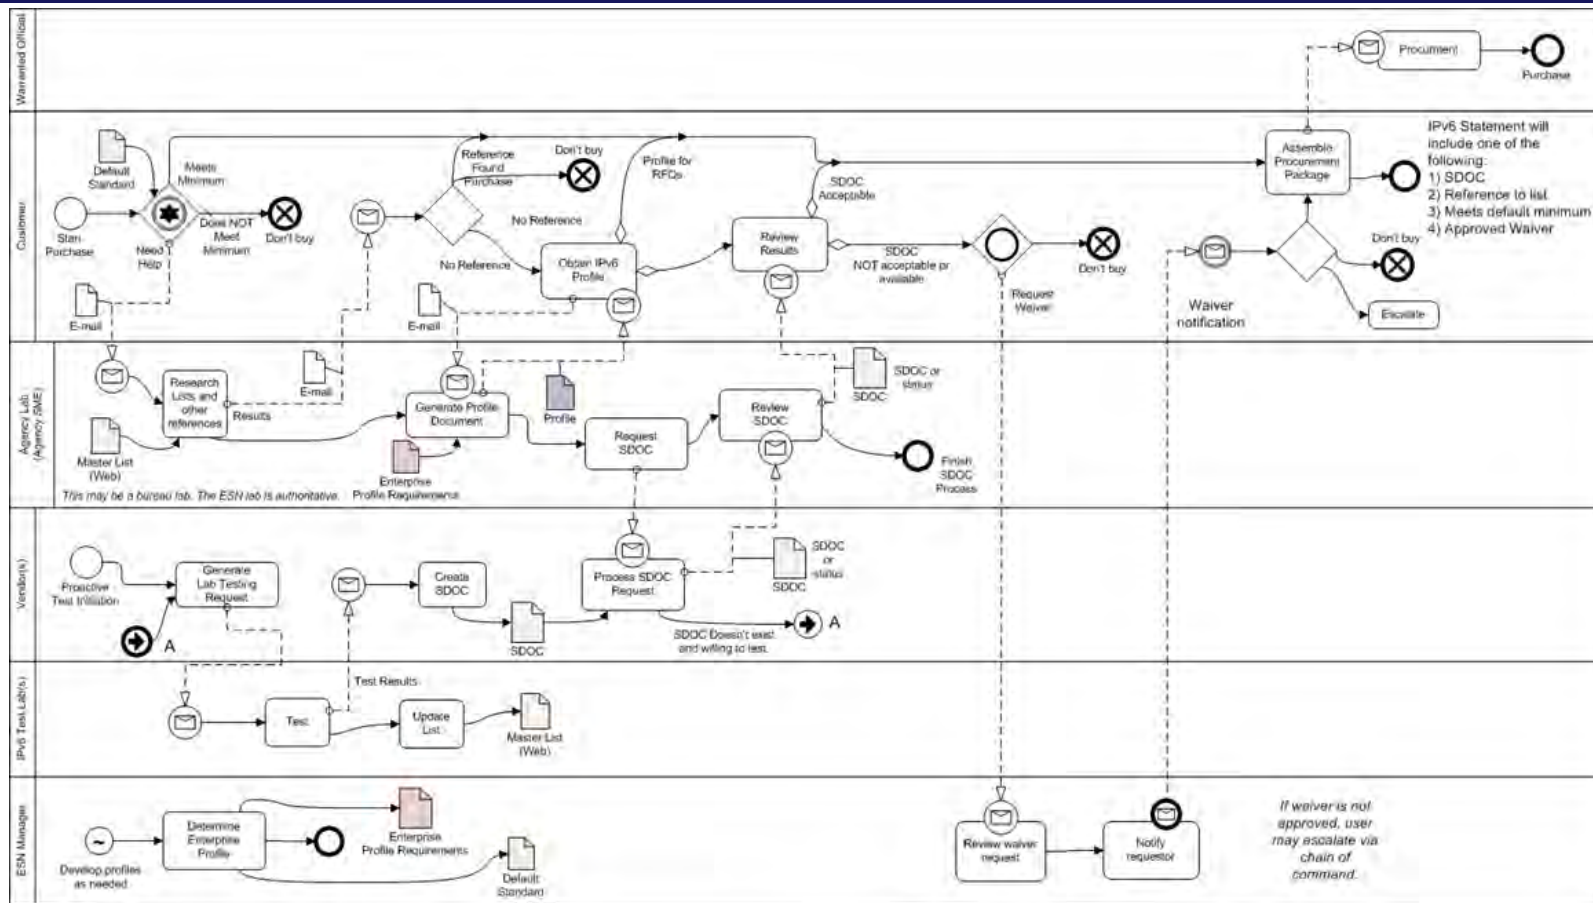 Warranted Official
Procurment
Purchase
Customer
Default
Standard
Meets
Minimum
Start
Purchase
Does NOT
Meet
Minimum
Don't buy
Need
Help
E-mail
Reference
Found
Purchase
Don't buy
No Reference
No Reference
Profile for
RFQs
Obtain IPv6
Profile
E-mail
Review
Results
SDOC
Acceptable
SDOC
NOT acceptable or
available
Don't buy
Request
Waiver
Waiver
notification
Assemble
Procurement
Package
IPv6 Statement will
include one of the
following:
1) SDOC
2) Reference to list
3) Meets default minimum
4) Approved Waiver
Don't buy
Escalate
Agency Lab
(Agency SME)
Research
Lists and
other
references
Results
E-mail
Master List
(Web)
This may be a bureau lab. The ESN lab is authoritative.
Generate Profile
Document
Enterprise
Profile Requirements
Profile
Request
SDOC
Review
SDOC
SDOC or
status
SDOC
Finish
SDOC
Process
Vendor(s)
Proactive
Test Initiation
A
Generate
Lab Testing
Request
Create
SDOC
SDOC
Process SDOC
Request
SDOC
or
status
SDOC
SDOC Doesn't exist
and willing to test.
A
IPv6 Test Lab(s)
Test Results
Test
Update
List
Master List
(Web)
ESN Manager
Develop profiles
as needed
Determine
Enterprise
Profile
Enterprise
Profile Requirements
Default
Standard
Review waiver
request
Notify
requestor
If waiver is not
approved, user
may escalate via
chain of
command.